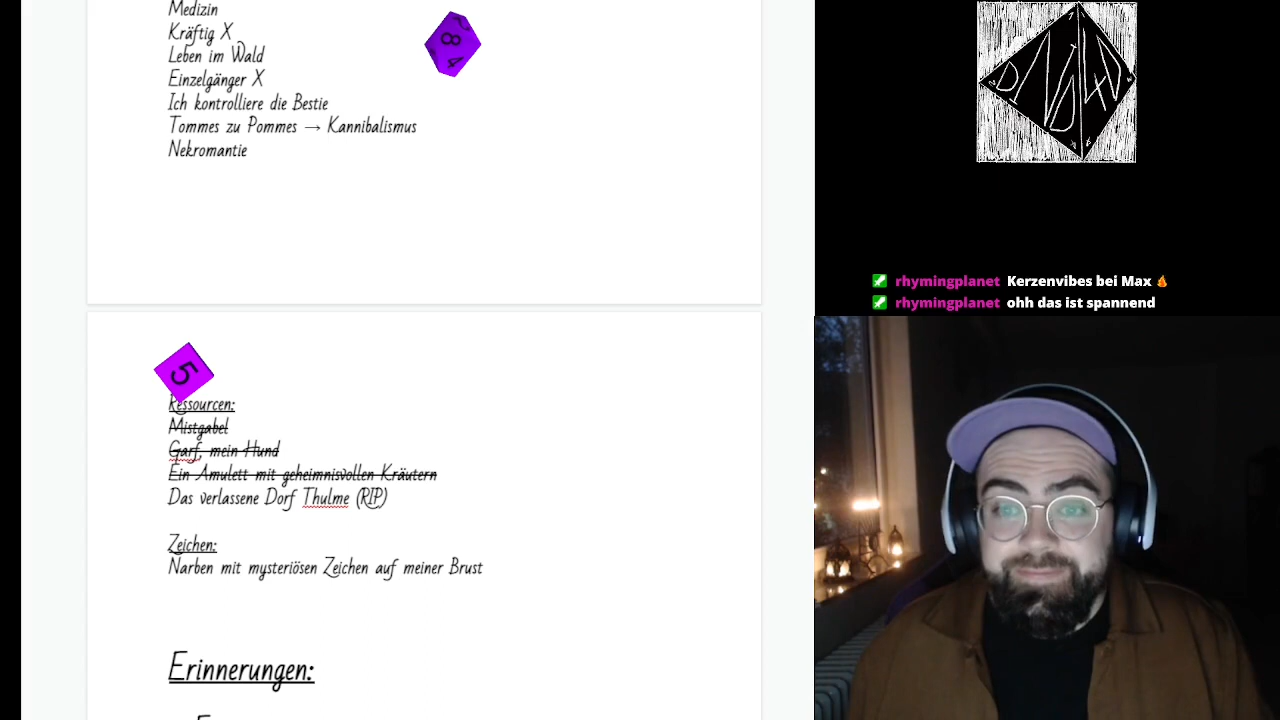 Medizin
Kräftig X
Leben im Wald
Einzelgänger X
Ich kontrolliere die Bestie
Tommes zu Pommes → Kannibalismus
Nekromantie
8
4
5
Ressourcen:
Mistgabel
Garf, mein Hund
Ein Amulett mit geheimnisvollen Kräutern
Das verlassene Dorf Thulme (RIP)
Zeichen:
Narben mit mysteriösen Zeichen auf meiner Brust
Erinnerungen:
rhymingplanet Kerzenvibes bei Max 🔥
rhymingplanet ohh das ist spannend